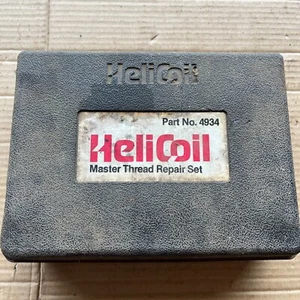 HeliCoil
Part No. 4934
HeliCoil
Master Thread Repair Set